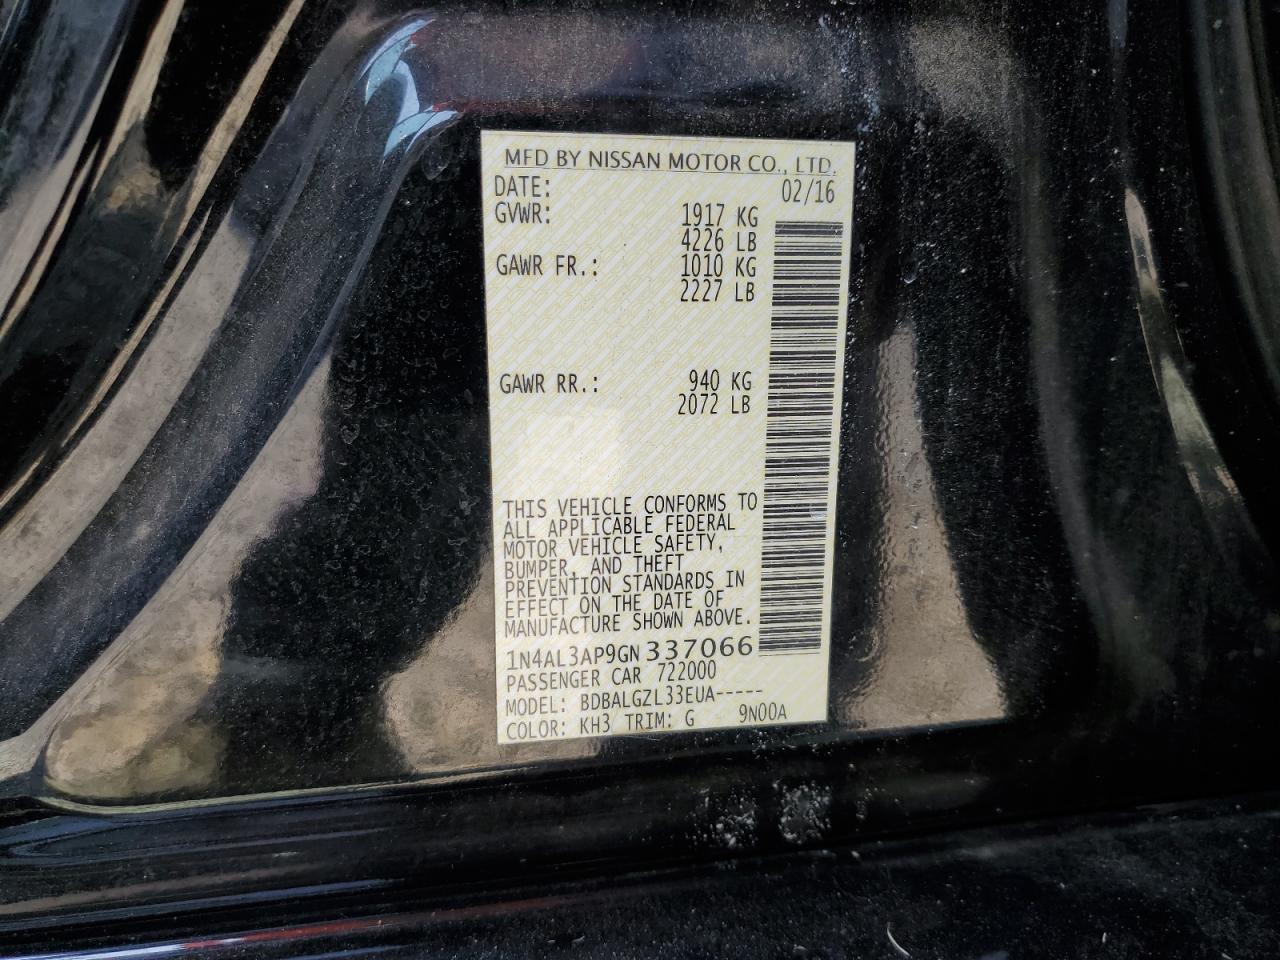 MFD BY NISSAN MOTOR CO., LTD.
DATE: 02/16
GVWR: 1917 KG
4226 LB
GAWR FR.: 1010 KG
2227 LB
GAWR RR.: 940 KG
2072 LB
THIS VEHICLE CONFORMS TO
ALL APPLICABLE FEDERAL
MOTOR VEHICLE SAFETY,
BUMPER, AND THEFT
PREVENTION STANDARDS IN
EFFECT ON THE DATE OF
MANUFACTURE SHOWN ABOVE.
1N4AL3AP9GN337066
PASSENGER CAR 722000
MODEL: BDBALGZL33EUA-----
COLOR: KH3 TRIM: G 9N00A